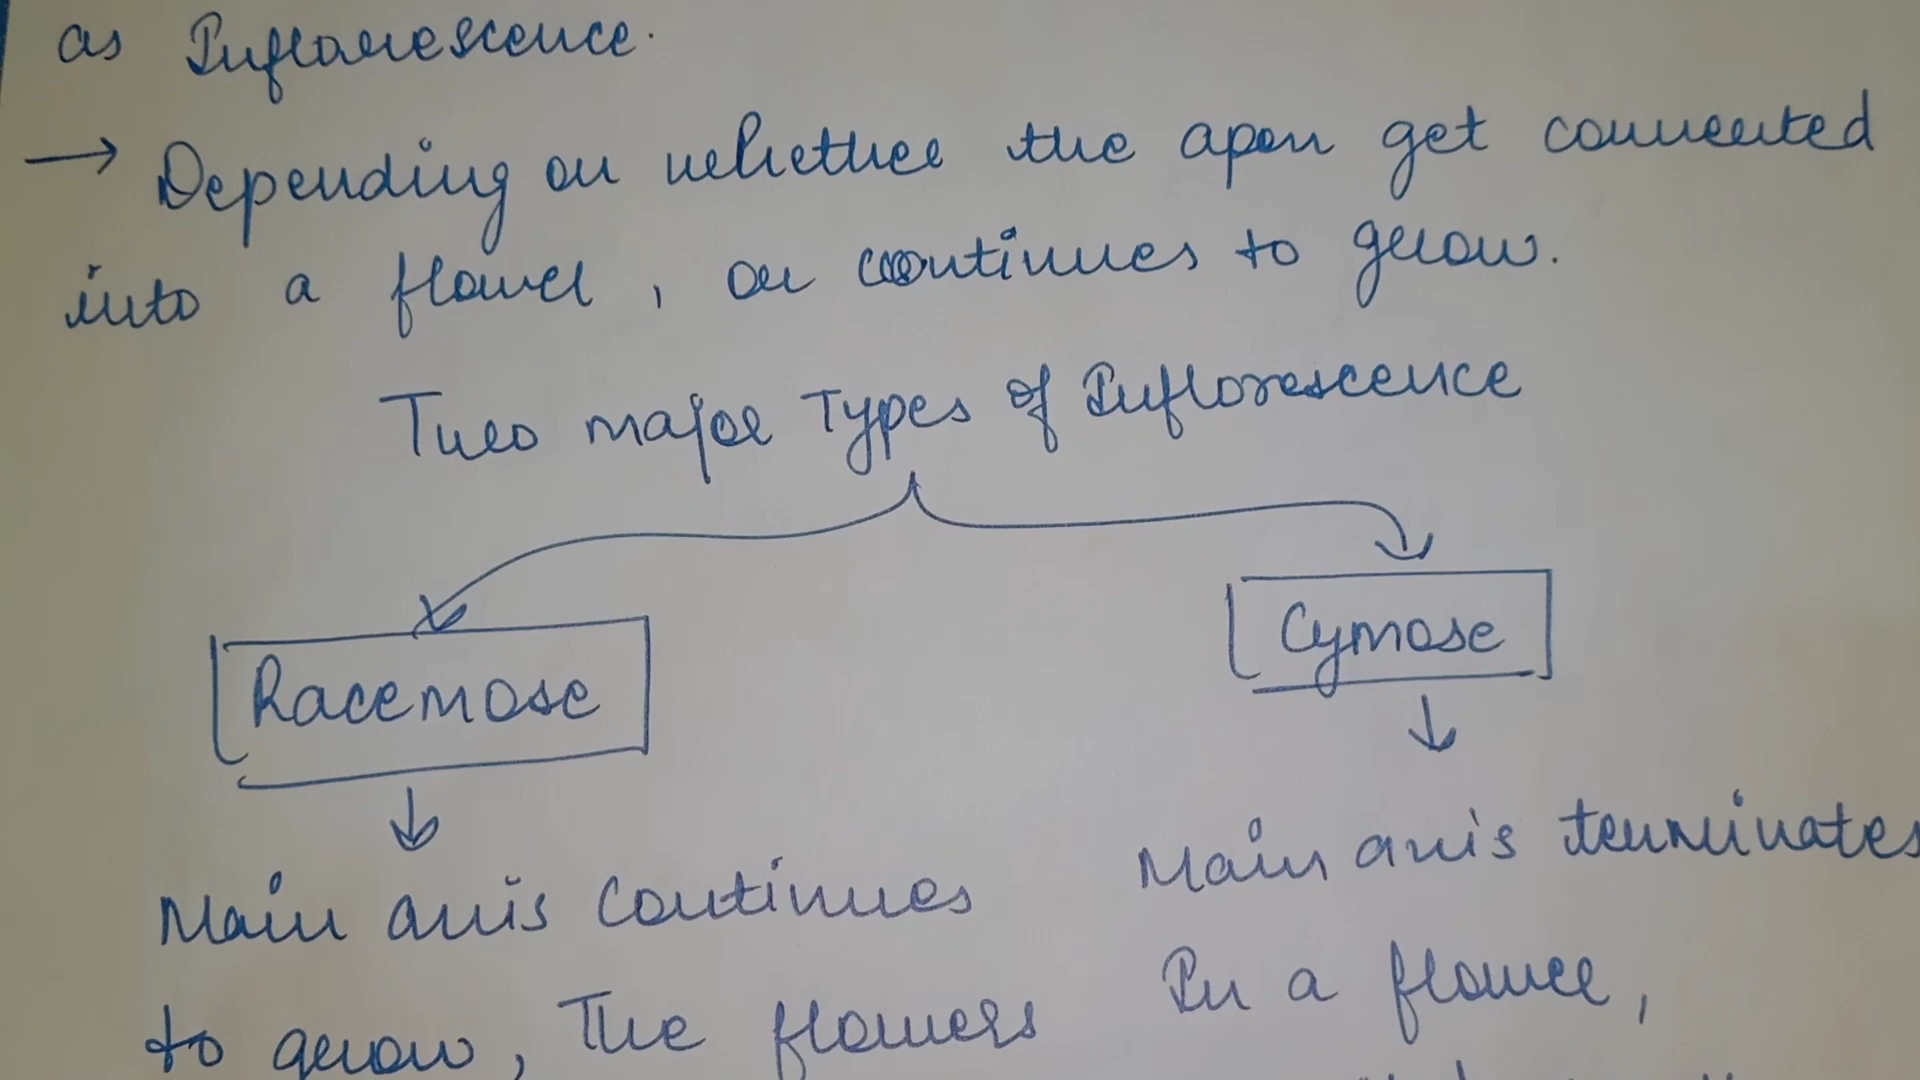 as Inflorescence.
→ Depending on whether the apex get converted
into a flower, or continues to grow.
Two major Types of Inflorescence
Racemose
Cymose
Main axis continues
to grow, The flowers
Main axis terminates
In a flower,